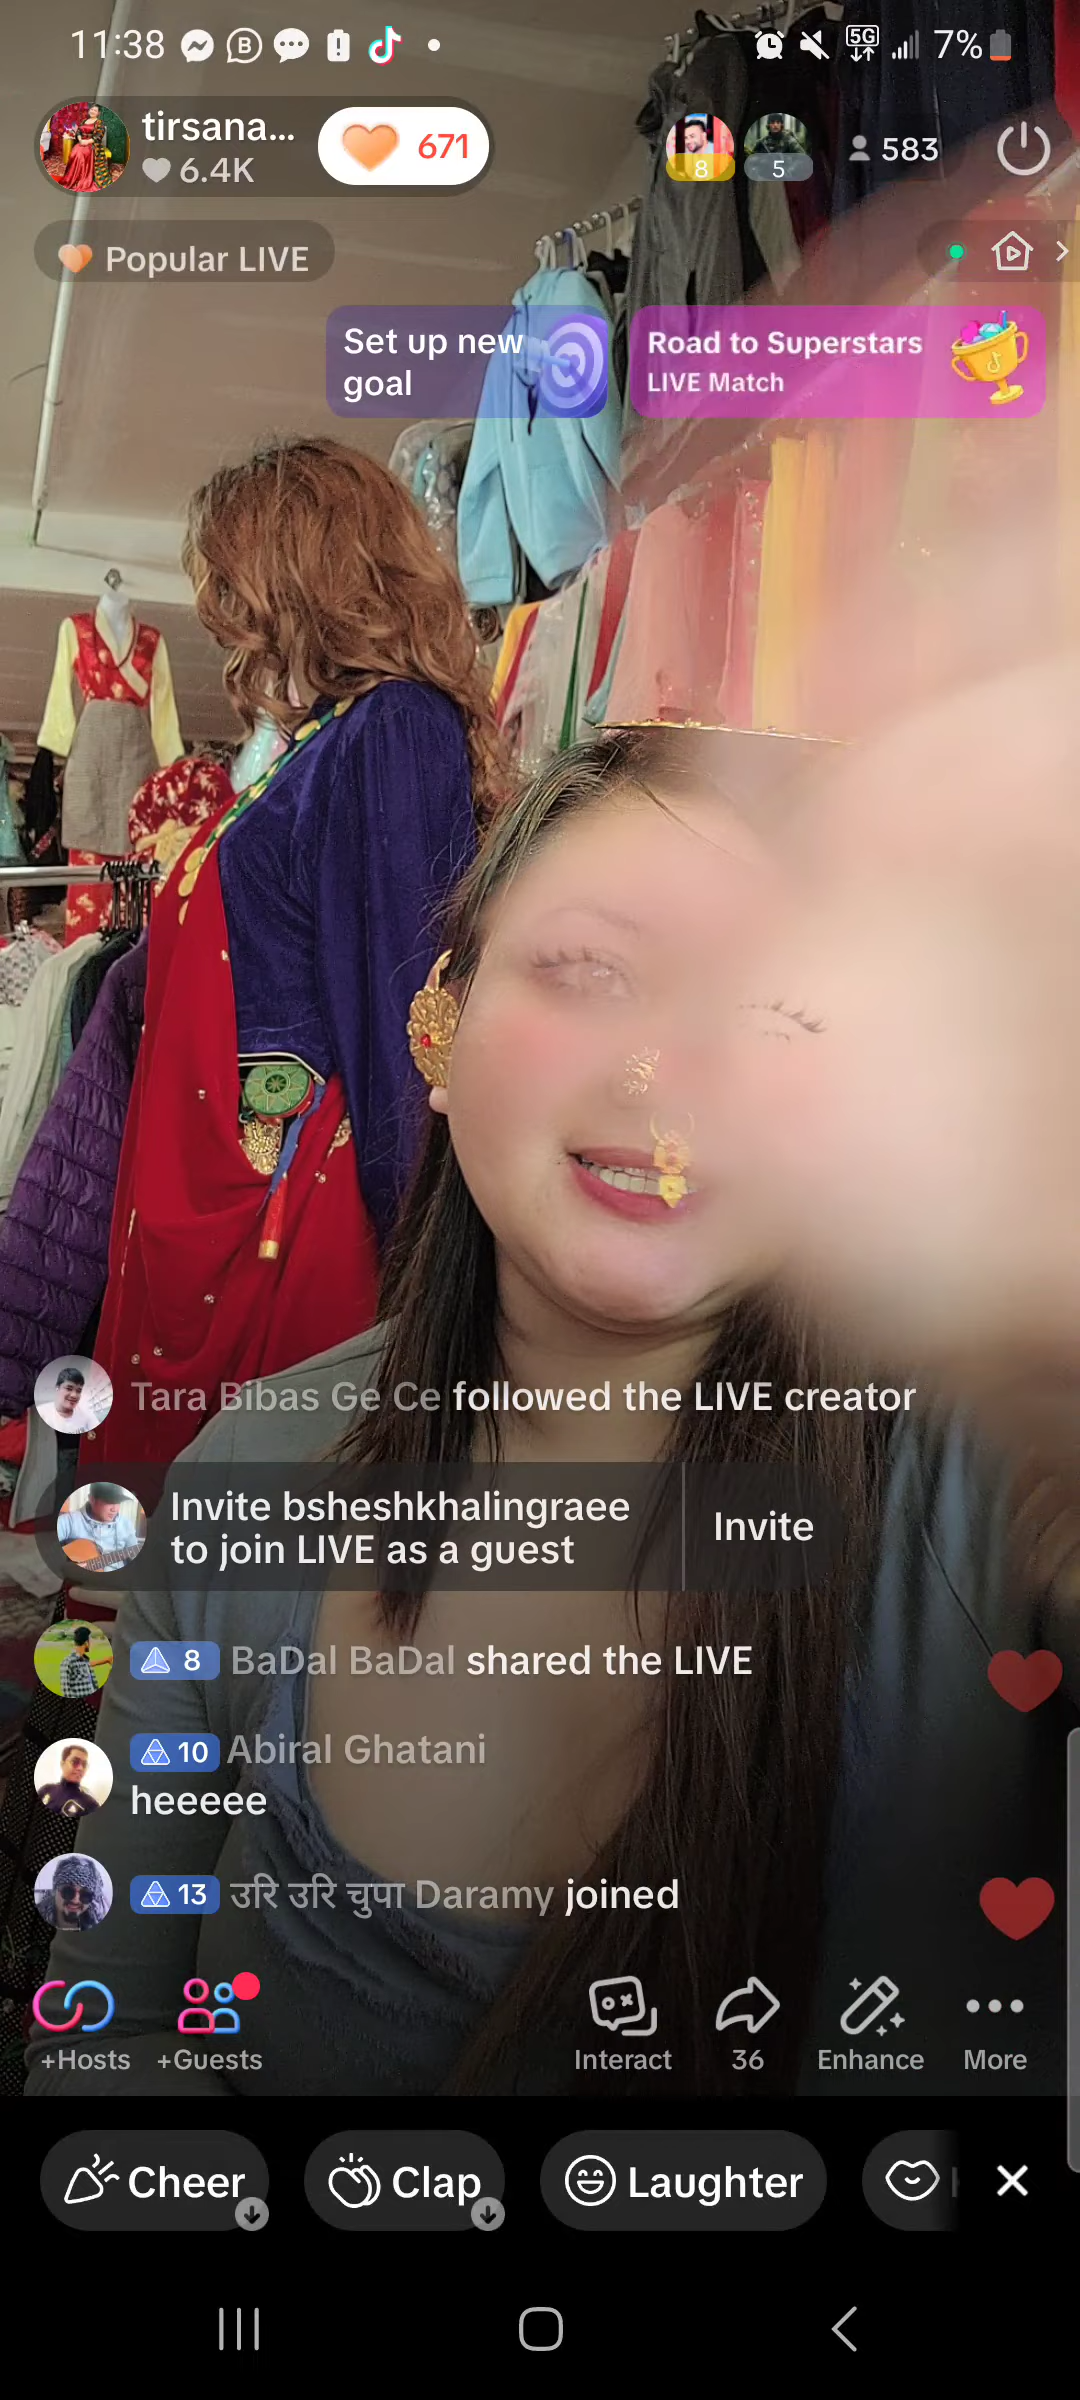 11:38
5G
7%
tirsana...
6.4K
671
8
5
583
Popular LIVE
Set up new
goal
Road to Superstars
LIVE Match
Tara Bibas Ge Ce followed the LIVE creator
Invite bsheshkhalingraee
to join LIVE as a guest
Invite
8 BaDal BaDal shared the LIVE
10 Abiral Ghatani
heeeee
13 उरि उरि चुपा Daramy joined
+Hosts
+Guests
Interact
36
Enhance
More
Cheer
Clap
Laughter